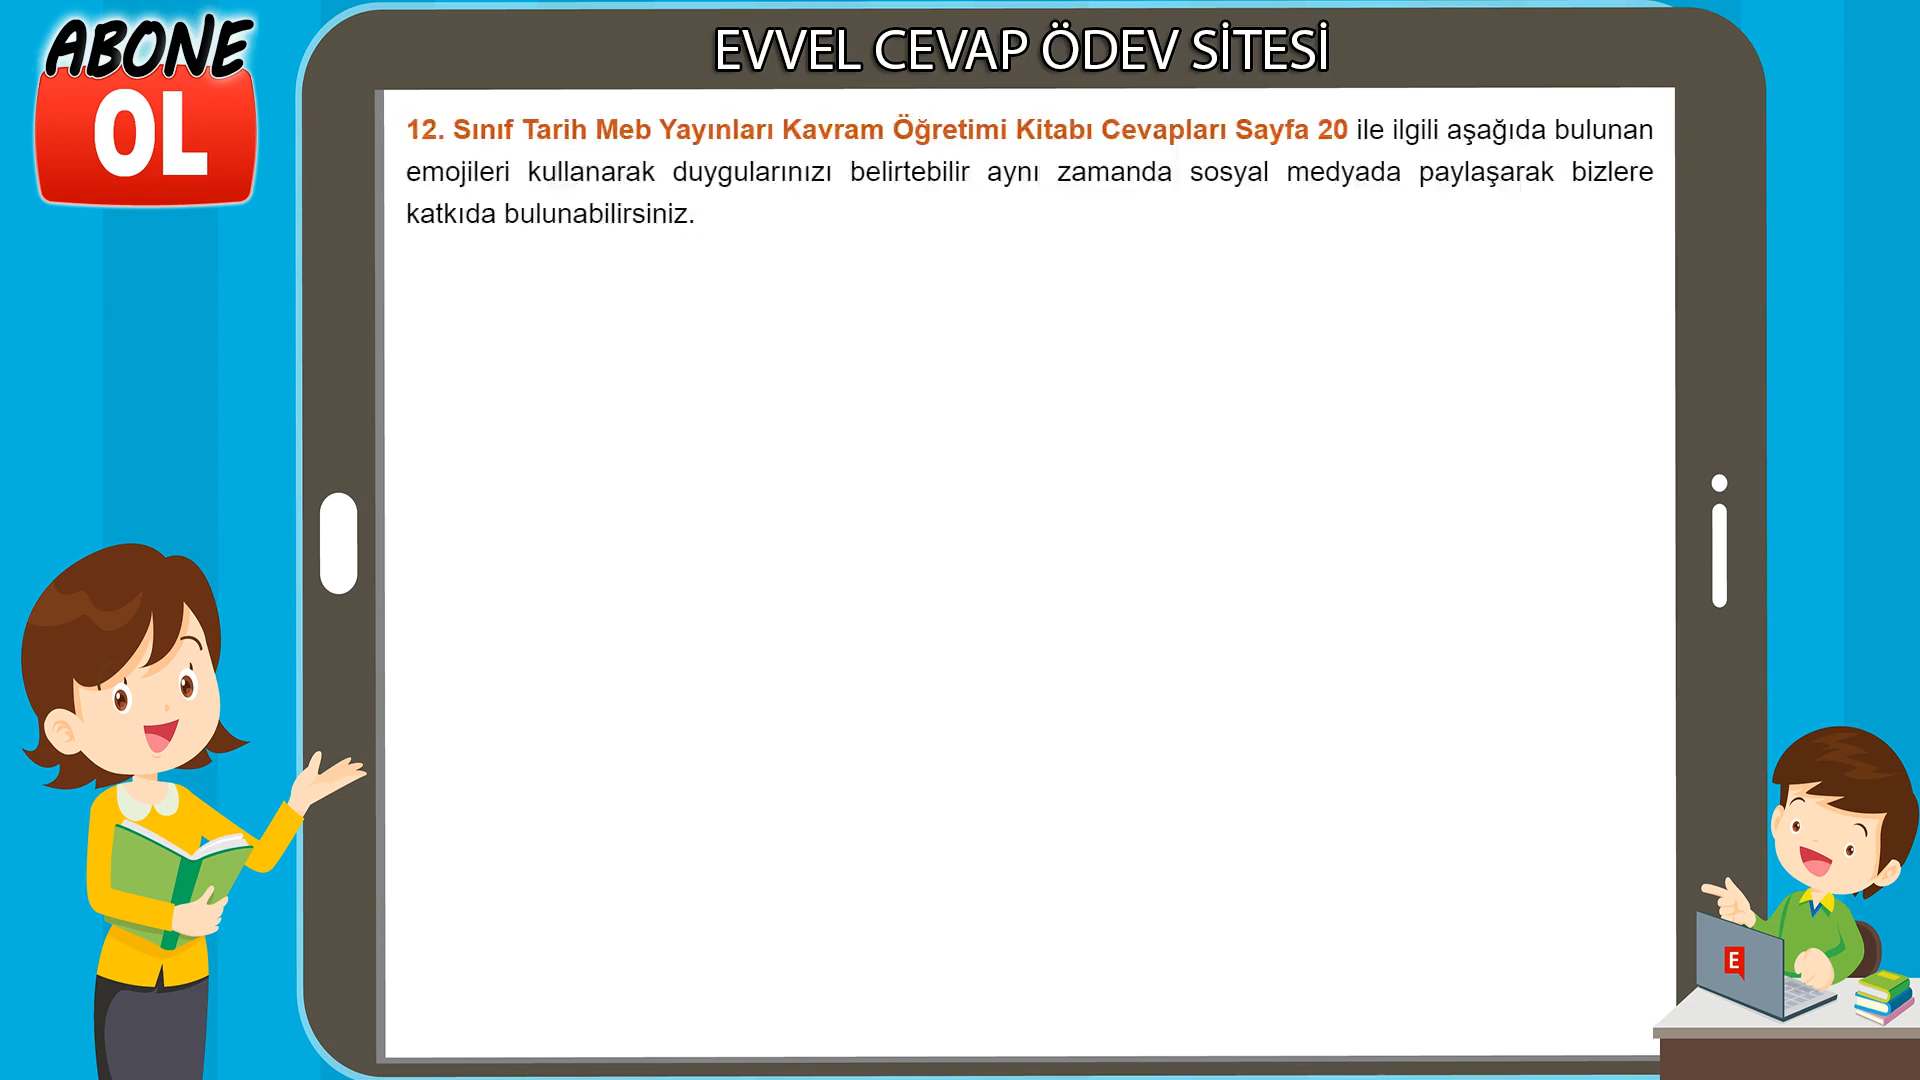 ABONE
OL
EVVEL CEVAP ÖDEV SİTESİ
12. Sınıf Tarih Meb Yayınları Kavram Öğretimi Kitabı Cevapları Sayfa 20 ile ilgili aşağıda bulunan
emojileri kullanarak duygularınızı belirtebilir aynı zamanda sosyal medyada paylaşarak bizlere
katkıda bulunabilirsiniz.
E